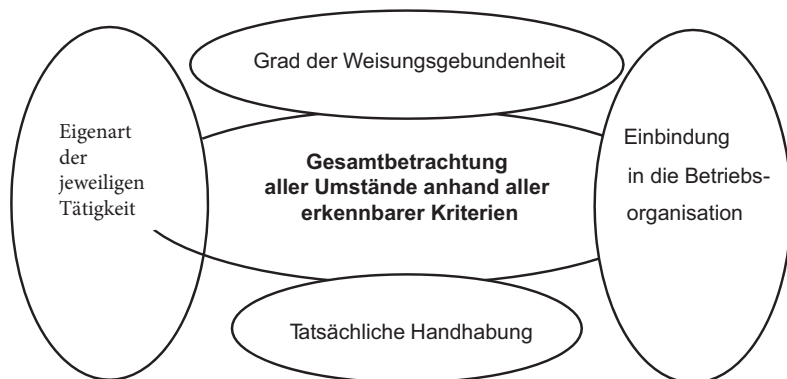 Grad der Weisungsgebundenheit
Eigenart
der
jeweiligen
Tätigkeit
Gesamtbetrachtung
aller Umstände anhand aller
erkennbarer Kriterien
Einbindung
in die Betriebs-
organisation
Tatsächliche Handhabung